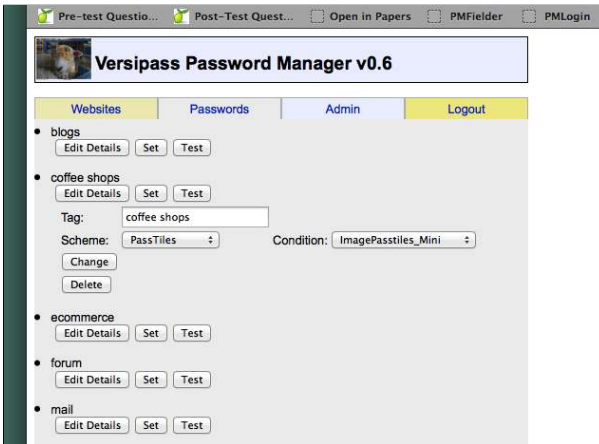 Pre-test Questio... Post-Test Quest... Open in Papers PMFielder PMLogin
Versipass Password Manager v0.6
Websites Passwords Admin Logout
blogs
Edit Details Set Test
coffee shops
Edit Details Set Test
Tag: coffee shops
Scheme: PassTiles Condition: ImagePasstiles_Mini
Change
Delete
ecommerce
Edit Details Set Test
forum
Edit Details Set Test
mail
Edit Details Set Test